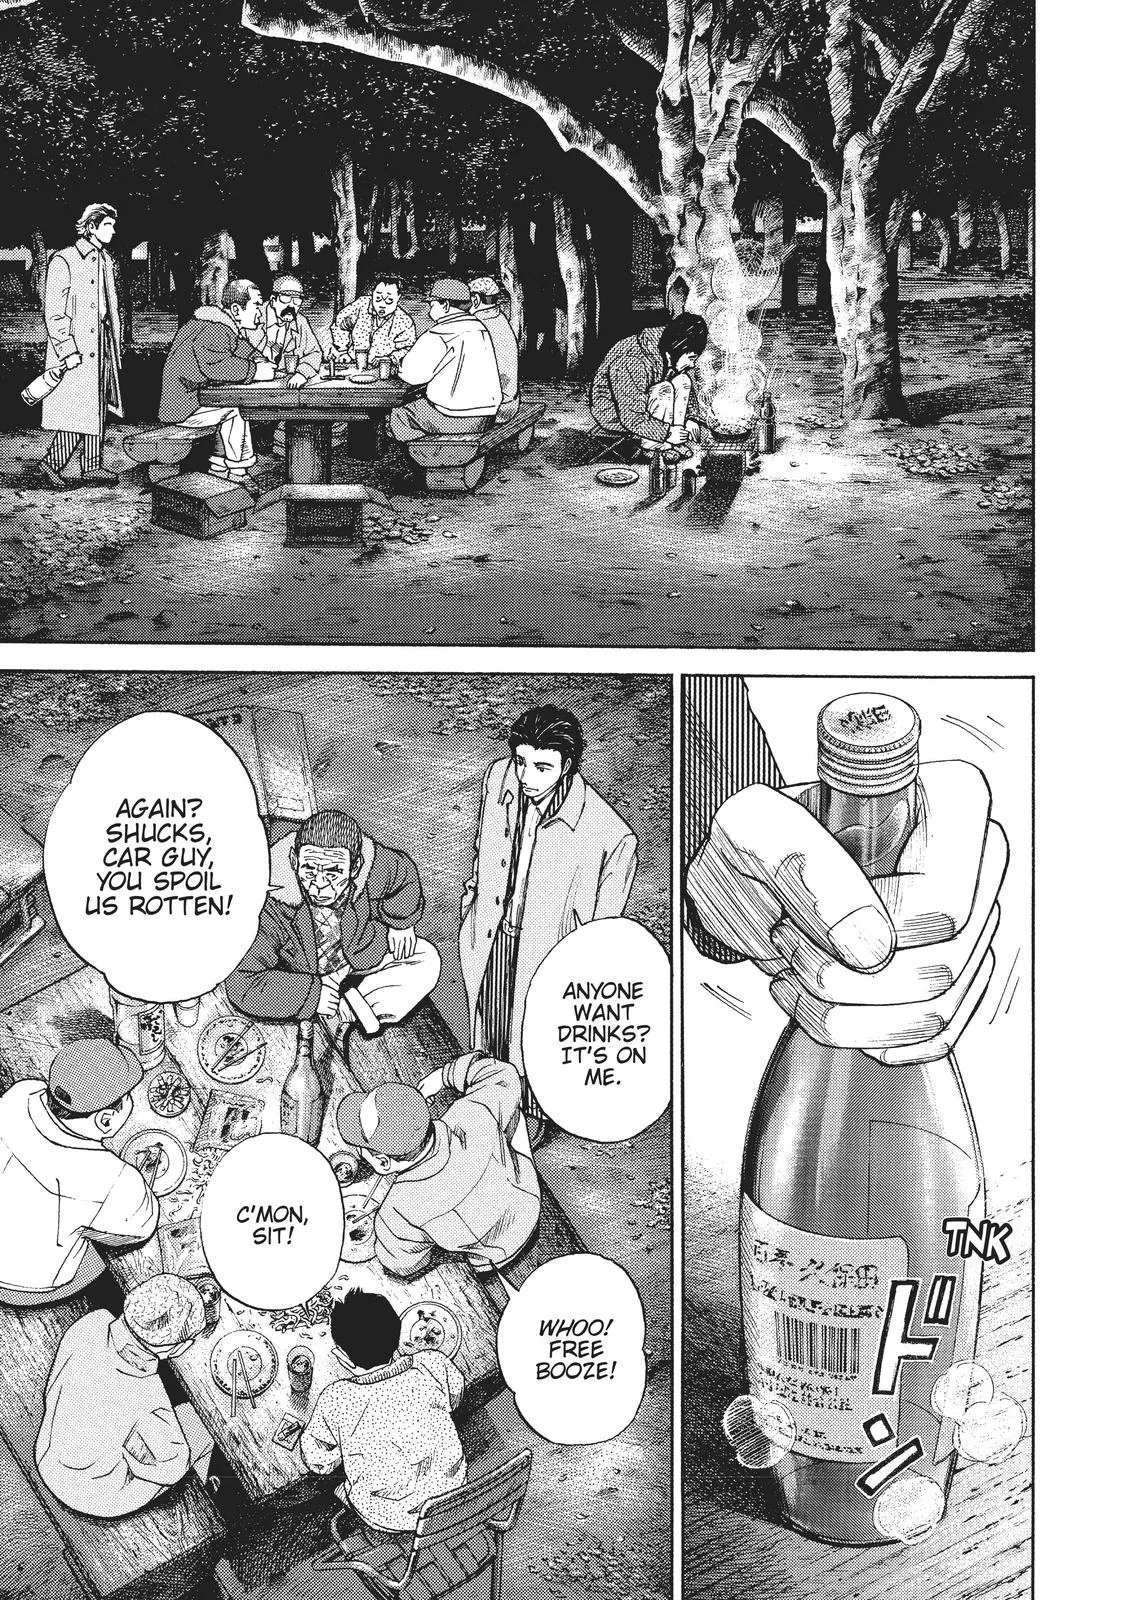 TNK
ドン
ANYONE
WANT
DRINKS?
IT'S ON
ME.
AGAIN?
SHUCKS,
CAR GUY,
YOU SPOIL
US ROTTEN!
C'MON,
SIT!
WHOO!
FREE
BOOZE!